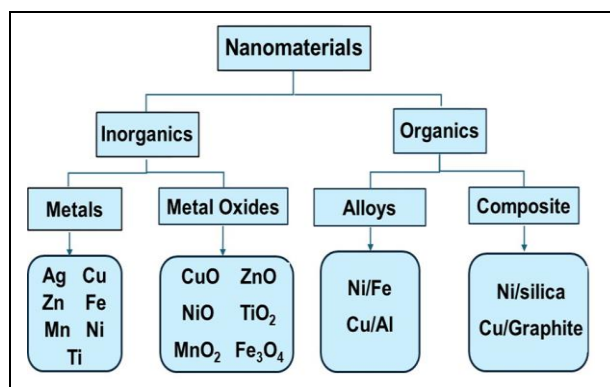 Nanomaterials
Inorganics
Organics
Metals
Metal Oxides
Alloys
Composite
Ag Cu
Zn Fe
Mn Ni
Ti
CuO ZnO
NiO TiO₂
MnO₂ Fe₃O₄
Ni/Fe
Cu/Al
Ni/silica
Cu/Graphite